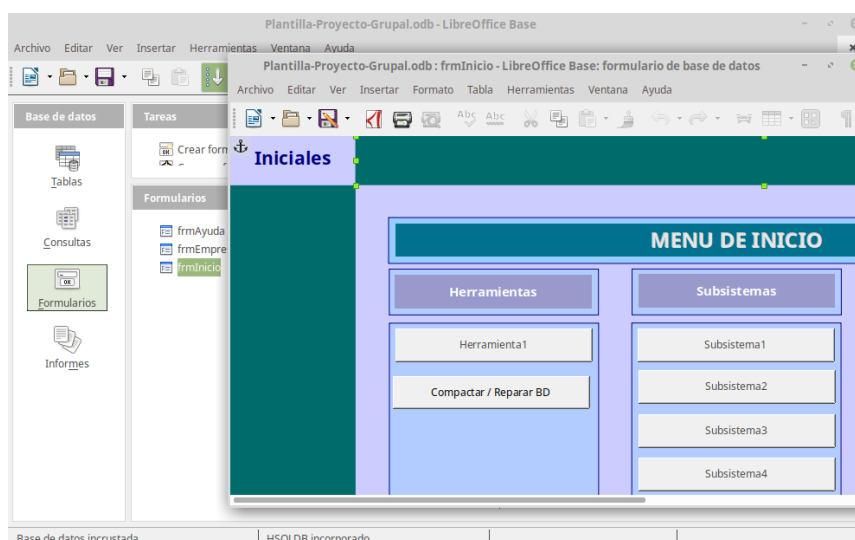 Plantilla-Proyecto-Grupal.odb - LibreOffice Base
Archivo Editar Ver Insertar Herramientas Ventana Ayuda
Plantilla-Proyecto-Grupal.odb : frmInicio - LibreOffice Base: formulario de base de datos
Archivo Editar Ver Insertar Formato Tabla Herramientas Ventana Ayuda
Base de datos
Tablas
Consultas
Formularios
Informes
Tareas
Crear form
Formularios
frmAyuda
frmEmpre
frmInicio
Iniciales
MENU DE INICIO
Herramientas
Subsistemas
Herramienta1
Subsistema1
Compactar / Reparar BD
Subsistema2
Subsistema3
Subsistema4
Base de datos incrustada
HSQLDB incorporado